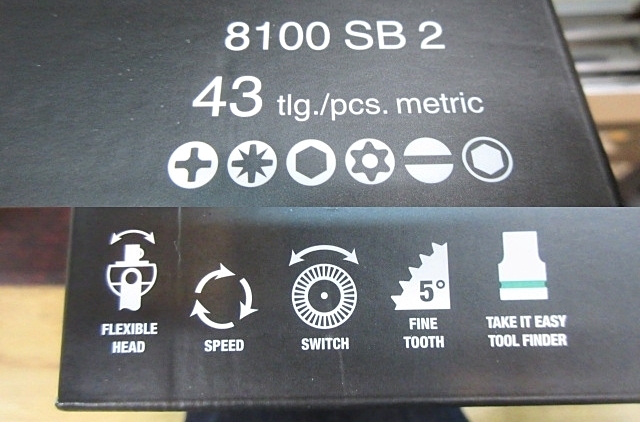 8100 SB 2
43 tlg./pcs. metric
5°
FLEXIBLE
HEAD
SPEED
SWITCH
FINE
TOOTH
TAKE IT EASY
TOOL FINDER